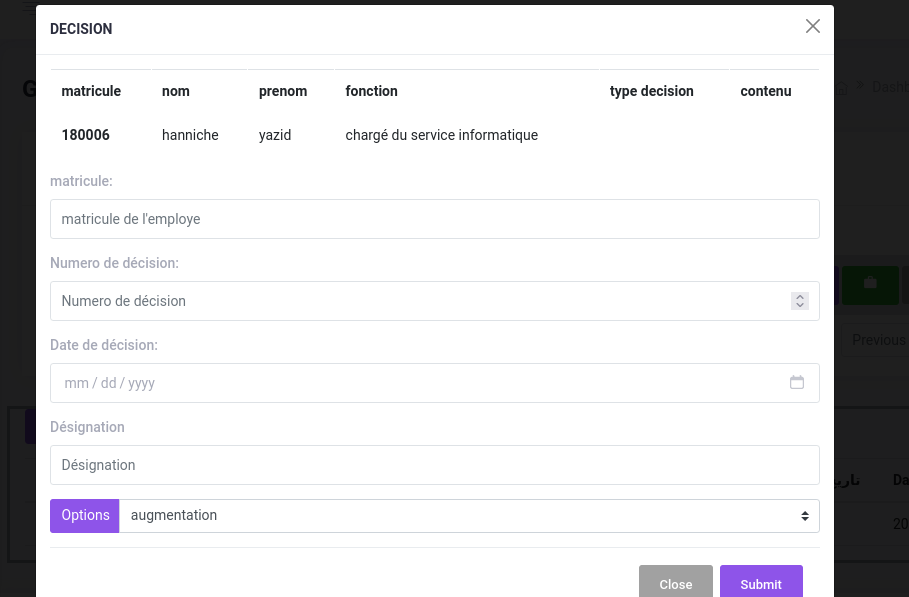 DECISION
matricule nom prenom fonction type decision contenu
180006 hanniche yazid chargé du service informatique
matricule:
matricule de l'employe
Numero de décision:
Numero de décision
Date de décision:
mm / dd / yyyy
Previous
Désignation
Désignation
Options augmentation
Close Submit